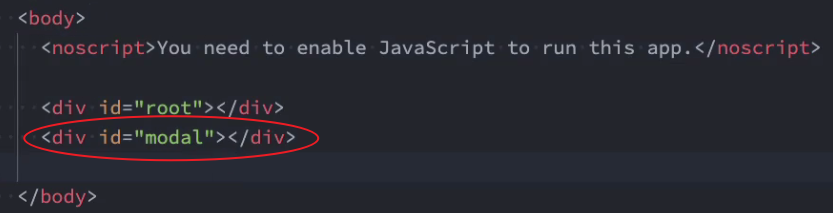 <body>
<noscript>You need to enable JavaScript to run this app.</noscript>
<div id="root"></div>
<div id="modal"></div>
</body>